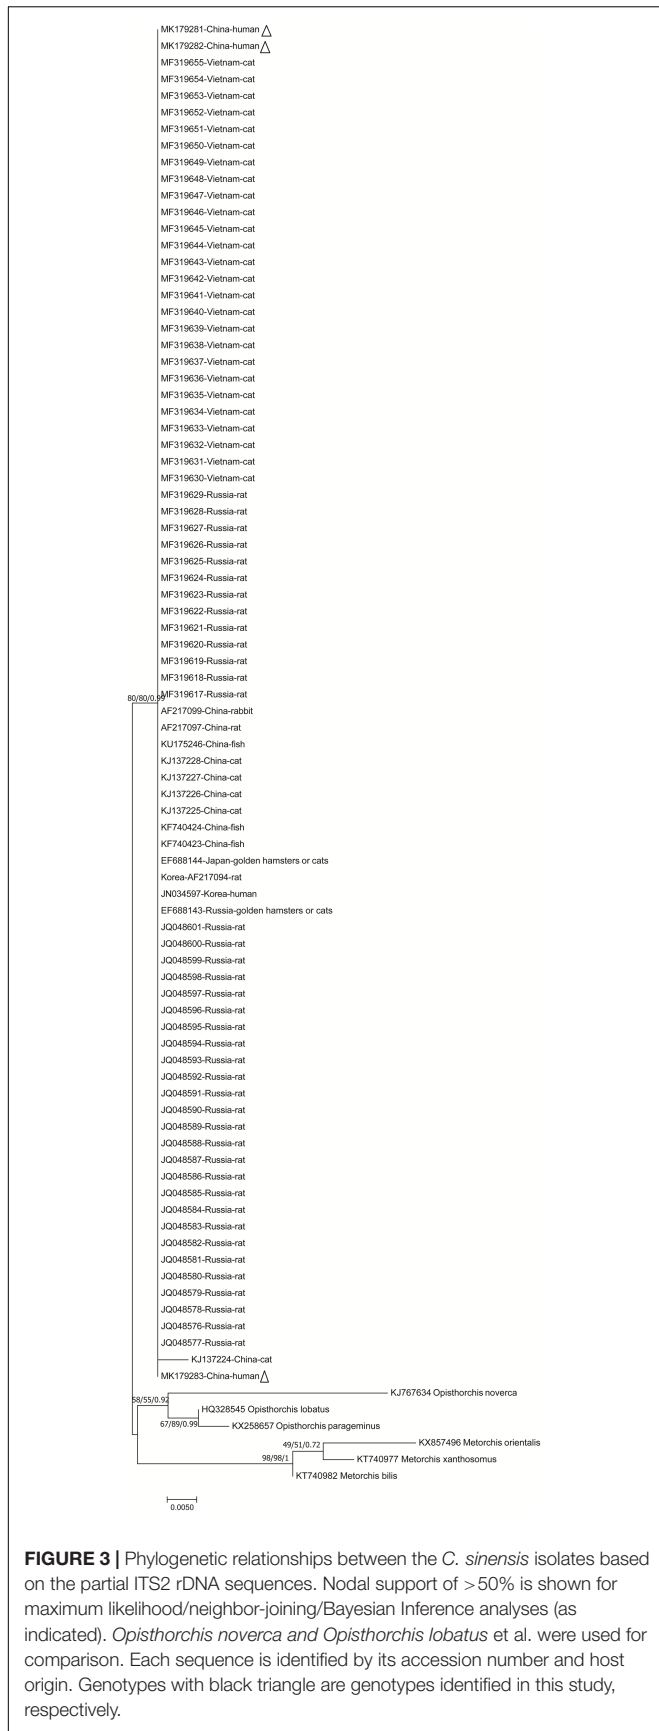 MK179281-China-human
MK179282-China-human
MF319655-Vietnam-cat
MF319654-Vietnam-cat
MF319653-Vietnam-cat
MF319652-Vietnam-cat
MF319651-Vietnam-cat
MF319650-Vietnam-cat
MF319649-Vietnam-cat
MF319648-Vietnam-cat
MF319647-Vietnam-cat
MF319646-Vietnam-cat
MF319645-Vietnam-cat
MF319644-Vietnam-cat
MF319643-Vietnam-cat
MF319642-Vietnam-cat
MF319641-Vietnam-cat
MF319640-Vietnam-cat
MF319639-Vietnam-cat
MF319638-Vietnam-cat
MF319637-Vietnam-cat
MF319636-Vietnam-cat
MF319635-Vietnam-cat
MF319634-Vietnam-cat
MF319633-Vietnam-cat
MF319632-Vietnam-cat
MF319631-Vietnam-cat
MF319630-Vietnam-cat
MF319629-Russia-rat
MF319628-Russia-rat
MF319627-Russia-rat
MF319626-Russia-rat
MF319625-Russia-rat
MF319624-Russia-rat
MF319623-Russia-rat
MF319622-Russia-rat
MF319621-Russia-rat
MF319620-Russia-rat
MF319619-Russia-rat
MF319618-Russia-rat
80/80/0.99 MF319617-Russia-rat
AF217099-China-rabbit
AF217097-China-rat
KU175246-China-fish
KJ137228-China-cat
KJ137227-China-cat
KJ137226-China-cat
KJ137225-China-cat
KF740424-China-fish
KF740423-China-fish
EF688144-Japan-golden hamsters or cats
Korea-AF217094-rat
JN034597-Korea-human
EF688143-Russia-golden hamsters or cats
JQ048601-Russia-rat
JQ048600-Russia-rat
JQ048599-Russia-rat
JQ048598-Russia-rat
JQ048597-Russia-rat
JQ048596-Russia-rat
JQ048595-Russia-rat
JQ048594-Russia-rat
JQ048593-Russia-rat
JQ048592-Russia-rat
JQ048591-Russia-rat
JQ048590-Russia-rat
JQ048589-Russia-rat
JQ048588-Russia-rat
JQ048587-Russia-rat
JQ048586-Russia-rat
JQ048585-Russia-rat
JQ048584-Russia-rat
JQ048583-Russia-rat
JQ048582-Russia-rat
JQ048581-Russia-rat
JQ048580-Russia-rat
JQ048579-Russia-rat
JQ048578-Russia-rat
JQ048576-Russia-rat
JQ048577-Russia-rat
KJ137224-China-cat
MK179283-China-human
KJ767634 Opisthorchis noverca
58/55/0.92
HQ328545 Opisthorchis lobatus
67/89/0.99
KX258657 Opisthorchis parageminus
49/51/0.72 KX857496 Metorchis orientalis
98/98/1 KT740977 Metorchis xanthosomus
KT740982 Metorchis bilis
0.0050
FIGURE 3 | Phylogenetic relationships between the C. sinensis isolates based
on the partial ITS2 rDNA sequences. Nodal support of >50% is shown for
maximum likelihood/neighbor-joining/Bayesian Inference analyses (as
indicated). Opisthorchis noverca and Opisthorchis lobatus et al. were used for
comparison. Each sequence is identified by its accession number and host
origin. Genotypes with black triangle are genotypes identified in this study,
respectively.